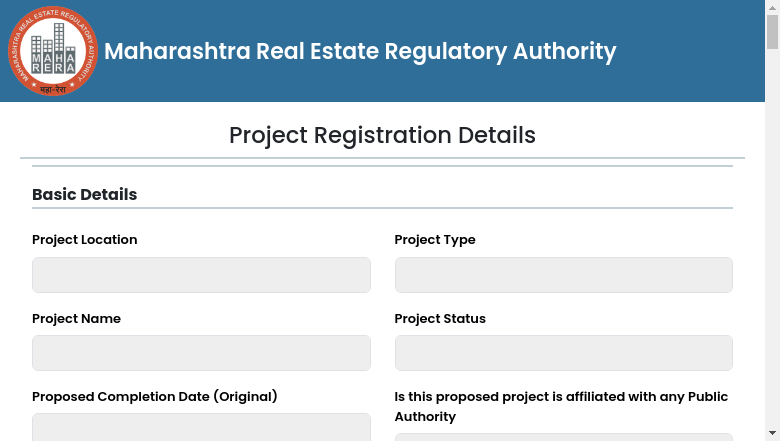 MAHARASHTRA REAL ESTATE REGULATORY AUTHORITY
MAHA
RERA
महा-रेरा
Maharashtra Real Estate Regulatory Authority
Project Registration Details
Basic Details
Project Location
Project Type
Project Name
Project Status
Proposed Completion Date (Original)
Is this proposed project is affiliated with any Public
Authority